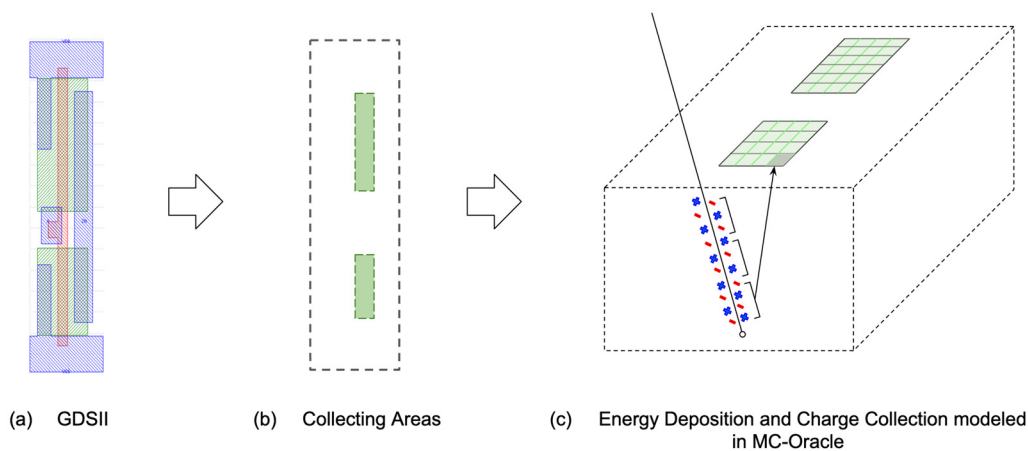 (a) GDSII
(b) Collecting Areas
(c) Energy Deposition and Charge Collection modeled
in MC-Oracle